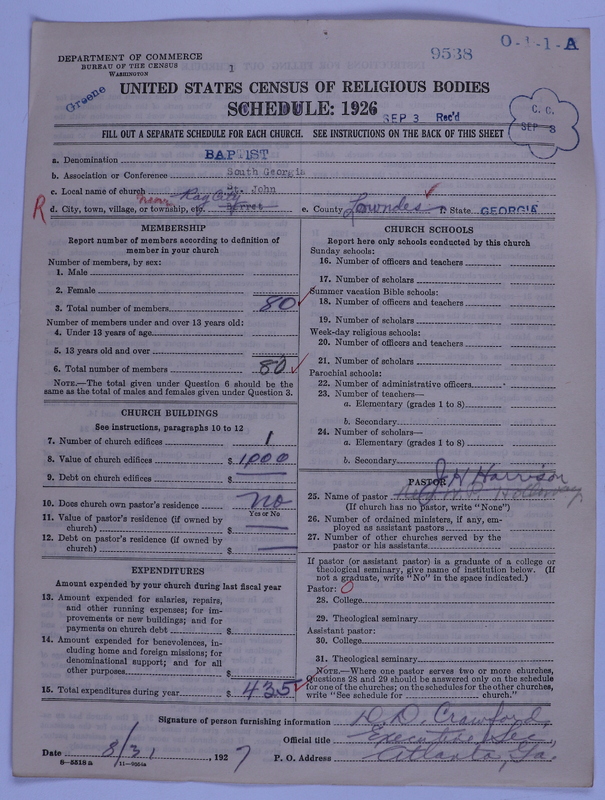 DEPARTMENT OF COMMERCE
BUREAU OF THE CENSUS
WASHINGTON
1
9538
O-1-1-A
Greene
UNITED STATES CENSUS OF RELIGIOUS BODIES
SCHEDULE: 1926
SEP 3 Rec'd
C. C.
SEP 3
FILL OUT A SEPARATE SCHEDULE FOR EACH CHURCH. SEE INSTRUCTIONS ON THE BACK OF THIS SHEET
a. Denomination BAPTIST
b. Association or Conference South Georgia
c. Local name of church St. John
R d. City, town, village, or township, etc. near Ray City
e. County Lowndes f. State GEORGIA
MEMBERSHIP
Report number of members according to definition of
member in your church
Number of members, by sex:
1. Male
2. Female
3. Total number of members 80
Number of members under and over 13 years old:
4. Under 13 years of age
5. 13 years old and over
6. Total number of members 80
NOTE.—The total given under Question 6 should be the
same as the total of males and females given under Question 3.
CHURCH BUILDINGS
See instructions, paragraphs 10 to 12
7. Number of church edifices 1
8. Value of church edifices $ 1000
9. Debt on church edifices $
10. Does church own pastor's residence No
Yes or No
11. Value of pastor's residence (if owned by
church) $
12. Debt on pastor's residence (if owned by
church) $
EXPENDITURES
Amount expended by your church during last fiscal year
13. Amount expended for salaries, repairs,
and other running expenses; for im-
provements or new buildings; and for
payments on church debt $
14. Amount expended for benevolences, in-
cluding home and foreign missions; for
denominational support; and for all
other purposes $
15. Total expenditures during year $ 435
CHURCH SCHOOLS
Report here only schools conducted by this church
Sunday schools:
16. Number of officers and teachers
17. Number of scholars
Summer vacation Bible schools:
18. Number of officers and teachers
19. Number of scholars
Week-day religious schools:
20. Number of officers and teachers
21. Number of scholars
Parochial schools:
22. Number of administrative officers
23. Number of teachers—
a. Elementary (grades 1 to 8)
b. Secondary
24. Number of scholars—
a. Elementary (grades 1 to 8)
b. Secondary
PASTOR
25. Name of pastor J H Harrison
(If church has no pastor, write "None")
26. Number of ordained ministers, if any, em-
ployed as assistant pastors
27. Number of other churches served by the
pastor or his assistants
If pastor (or assistant pastor) is a graduate of a college or
theological seminary, give name of institution below. (If
not a graduate, write "No" in the space indicated.)
Pastor: O
28. College
29. Theological seminary
Assistant pastor:
30. College
31. Theological seminary
NOTE.—Where one pastor serves two or more churches,
Questions 28 and 29 should be answered only on the schedule
for one of the churches; on the schedules for the other churches,
write "See schedule for church."
Signature of person furnishing information D. D. Crawford,
Official title Executive Sec.
Date 8/31, 1927 P. O. Address Atlanta, Ga.
8-5518 a